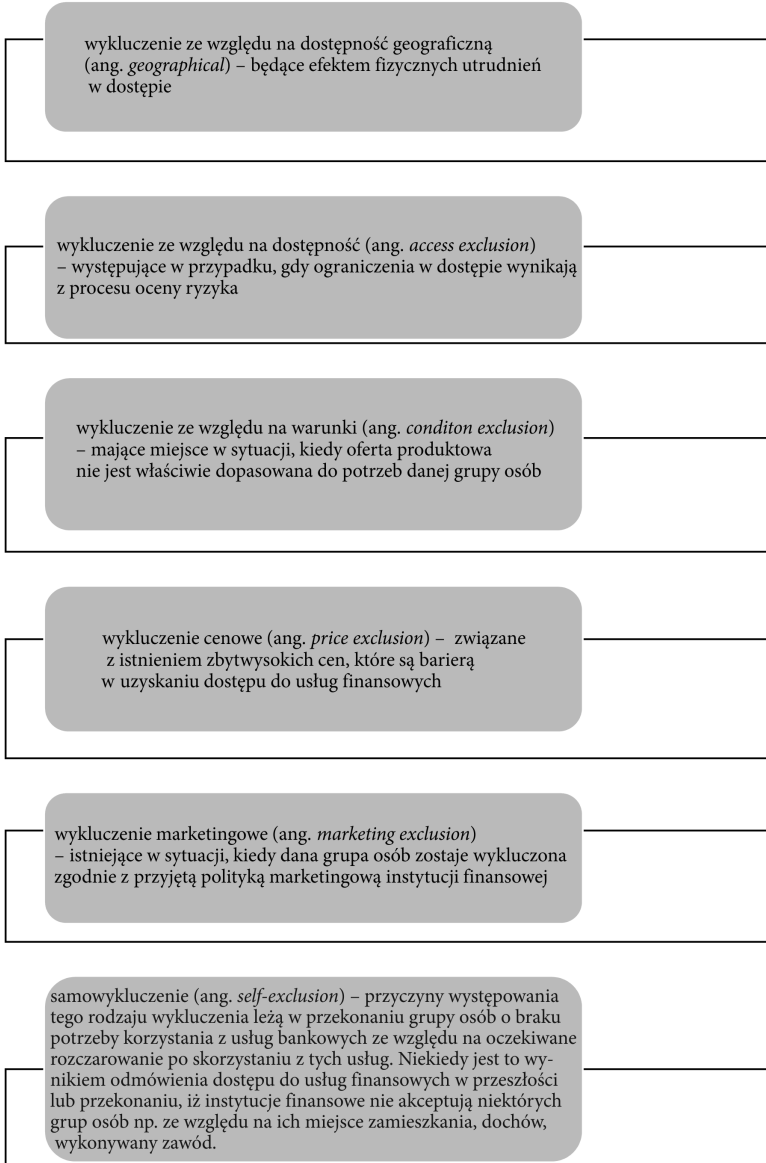 wykluczenie ze względu na dostępność geograficzną
(ang. geographical) – będące efektem fizycznych utrudnień
w dostępie
wykluczenie ze względu na dostępność (ang. access exclusion)
– występujące w przypadku, gdy ograniczenia w dostępie wynikają
z procesu oceny ryzyka
wykluczenie ze względu na warunki (ang. conditon exclusion)
– mające miejsce w sytuacji, kiedy oferta produktowa
nie jest właściwie dopasowana do potrzeb danej grupy osób
wykluczenie cenowe (ang. price exclusion) – związane
z istnieniem zbytwysokich cen, które są barierą
w uzyskaniu dostępu do usług finansowych
wykluczenie marketingowe (ang. marketing exclusion)
– istniejące w sytuacji, kiedy dana grupa osób zostaje wykluczona
zgodnie z przyjętą polityką marketingową instytucji finansowej
samowykluczenie (ang. self-exclusion) – przyczyny występowania
tego rodzaju wykluczenia leżą w przekonaniu grupy osób o braku
potrzeby korzystania z usług bankowych ze względu na oczekiwane
rozczarowanie po skorzystaniu z tych usług. Niekiedy jest to wy-
nikiem odmówienia dostępu do usług finansowych w przeszłości
lub przekonaniu, iż instytucje finansowe nie akceptują niektórych
grup osób np. ze względu na ich miejsce zamieszkania, dochów,
wykonywany zawód.